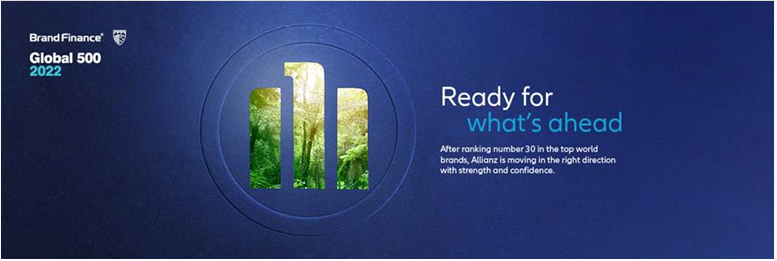 Brand Finance®
Global 500
2022
Ready for
what's ahead
After ranking number 30 in the top world
brands, Allianz is moving in the right direction
with strength and confidence.